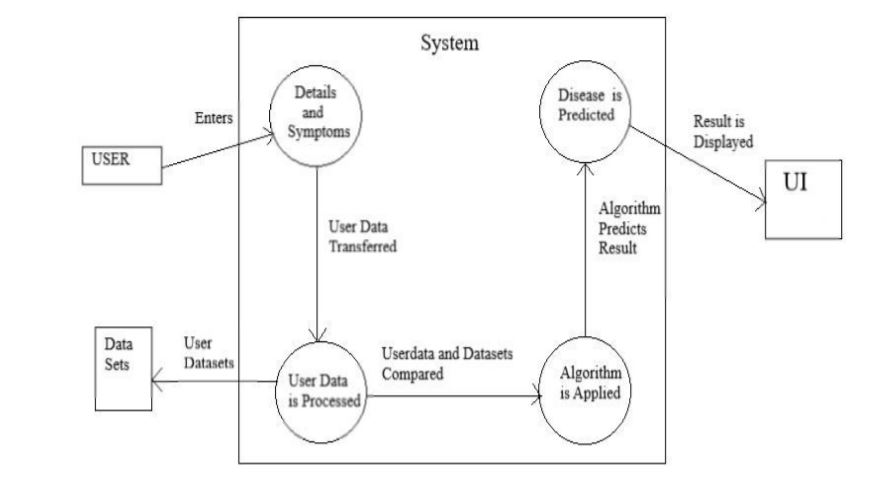 System
Details
and
Symptoms
Disease is
Predicted
Enters
Result is
Displayed
USER
UI
User Data
Transferred
Algorithm
Predicts
Result
Data
Sets
User
Datasets
User Data
is Processed
Userdata and Datasets
Compared
Algorithm
is Applied